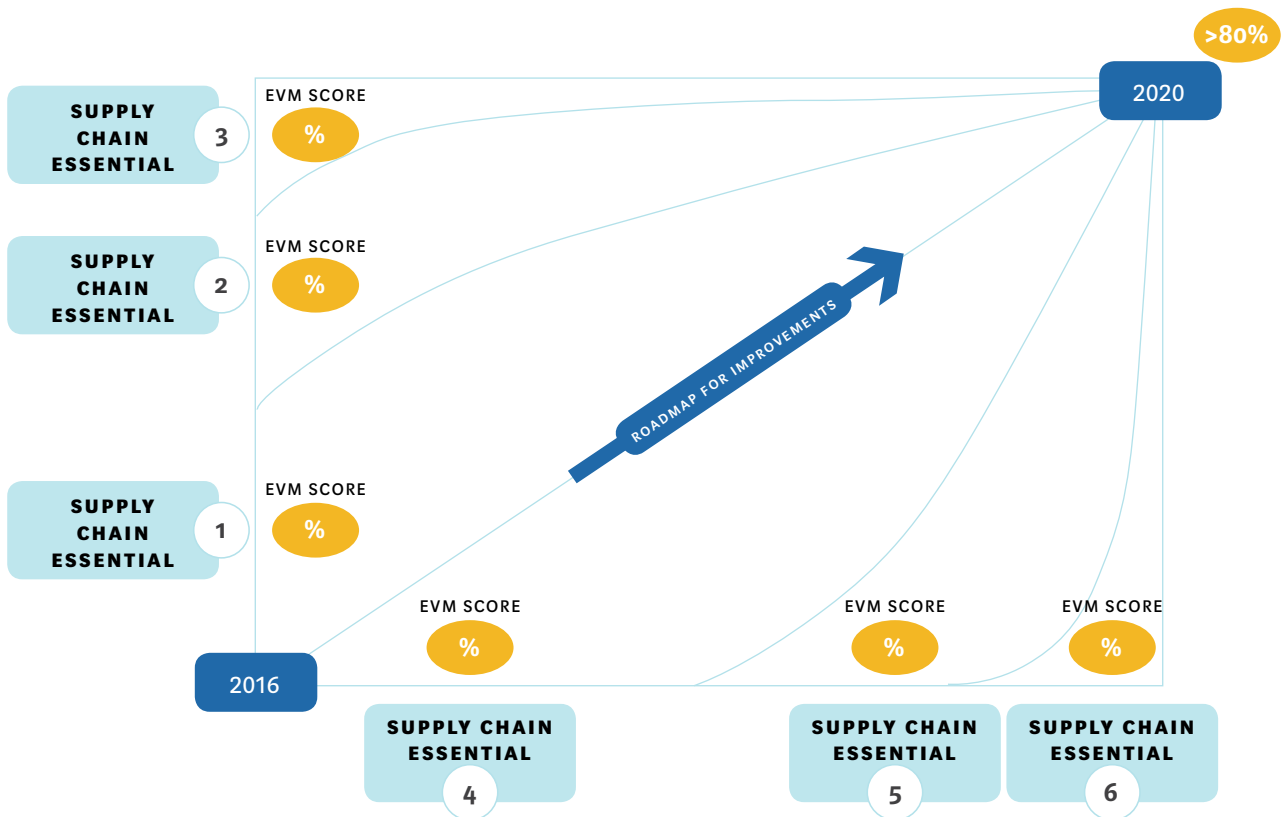 >80%
2020
SUPPLY
CHAIN
ESSENTIAL
3
EVM SCORE
%
SUPPLY
CHAIN
ESSENTIAL
2
EVM SCORE
%
ROADMAP FOR IMPROVEMENTS
SUPPLY
CHAIN
ESSENTIAL
1
EVM SCORE
%
EVM SCORE
%
EVM SCORE
%
EVM SCORE
%
2016
SUPPLY CHAIN
ESSENTIAL
4
SUPPLY CHAIN
ESSENTIAL
5
SUPPLY CHAIN
ESSENTIAL
6